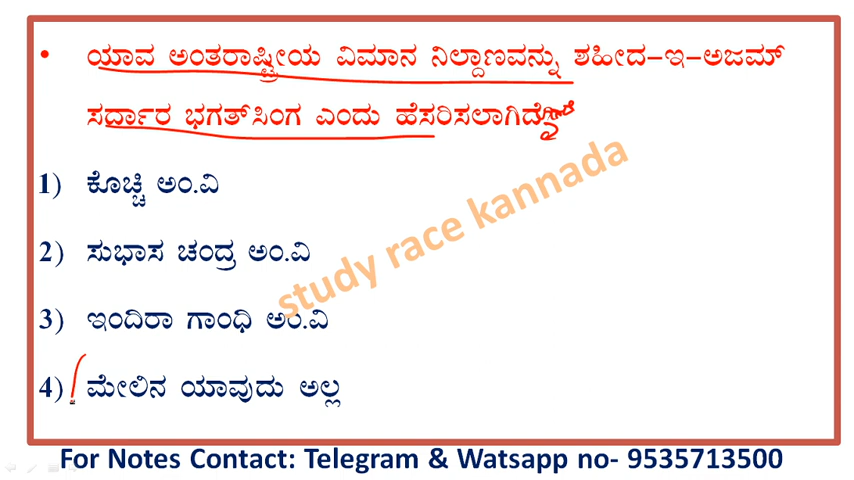 • ಯಾವ ಅಂತರಾಷ್ಟ್ರೀಯ ವಿಮಾನ ನಿಲ್ದಾಣವನ್ನು ಶಹೀದ-ಇ-ಅಜಮ್
ಸರ್ದಾರ ಭಗತ್‌ಸಿಂಗ ಎಂದು ಹೆಸರಿಸಲಾಗಿದೆ
1) ಕೊಚ್ಚಿ ಅಂ.ವಿ
2) ಸುಭಾಸ ಚಂದ್ರ ಅಂ.ವಿ
3) ಇಂದಿರಾ ಗಾಂಧಿ ಅಂ.ವಿ
4) ಮೇಲಿನ ಯಾವುದು ಅಲ್ಲ
study race kannada
For Notes Contact: Telegram & Watsapp no- 9535713500